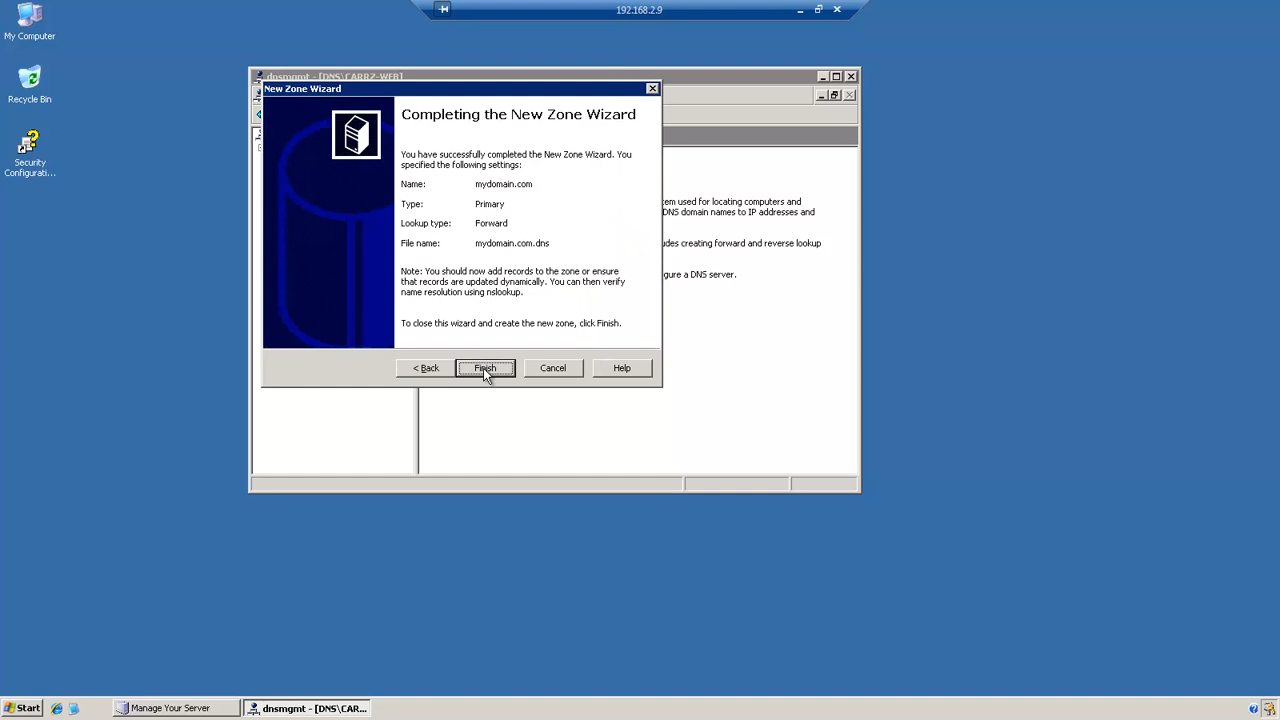 192.168.2.9
My Computer
Recycle Bin
Security
Configurati...
dnsmgmt - [DNS\CARRZ-WEB]
New Zone Wizard
Completing the New Zone Wizard
You have successfully completed the New Zone Wizard. You
specified the following settings:
Name: mydomain.com
Type: Primary
Lookup type: Forward
File name: mydomain.com.dns
Note: You should now add records to the zone or ensure
that records are updated dynamically. You can then verify
name resolution using nslookup.
To close this wizard and create the new zone, click Finish.
< Back
Finish
Cancel
Help
tem used for locating computers and
DNS domain names to IP addresses and
udes creating forward and reverse lookup
gure a DNS server.
Start
Manage Your Server
dnsmgmt - [DNS\CAR...